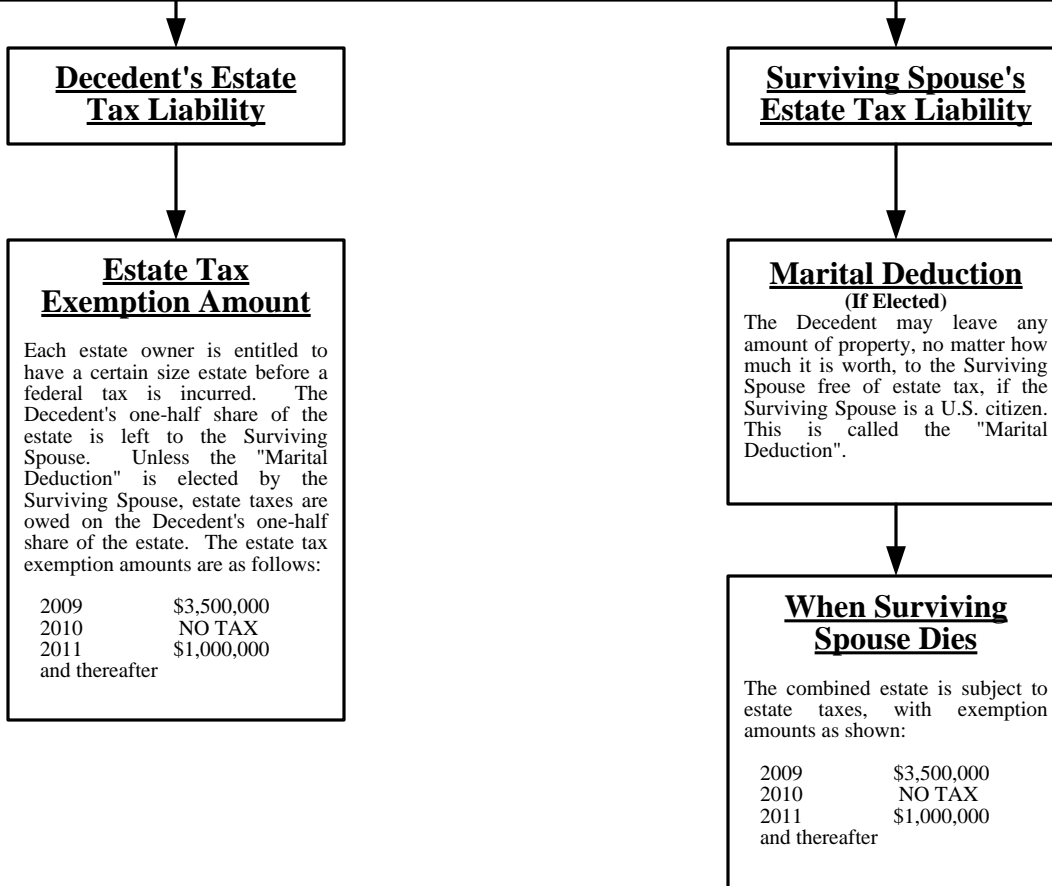 Decedent's Estate
Tax Liability
Estate Tax
Exemption Amount
Each estate owner is entitled to
have a certain size estate before a
federal tax is incurred. The
Decedent's one-half share of the
estate is left to the Surviving
Spouse. Unless the "Marital
Deduction" is elected by the
Surviving Spouse, estate taxes are
owed on the Decedent's one-half
share of the estate. The estate tax
exemption amounts are as follows:
2009 $3,500,000
2010 NO TAX
2011 $1,000,000
and thereafter
Surviving Spouse's
Estate Tax Liability
Marital Deduction
(If Elected)
The Decedent may leave any
amount of property, no matter how
much it is worth, to the Surviving
Spouse free of estate tax, if the
Surviving Spouse is a U.S. citizen.
This is called the "Marital
Deduction".
When Surviving
Spouse Dies
The combined estate is subject to
estate taxes, with exemption
amounts as shown:
2009 $3,500,000
2010 NO TAX
2011 $1,000,000
and thereafter